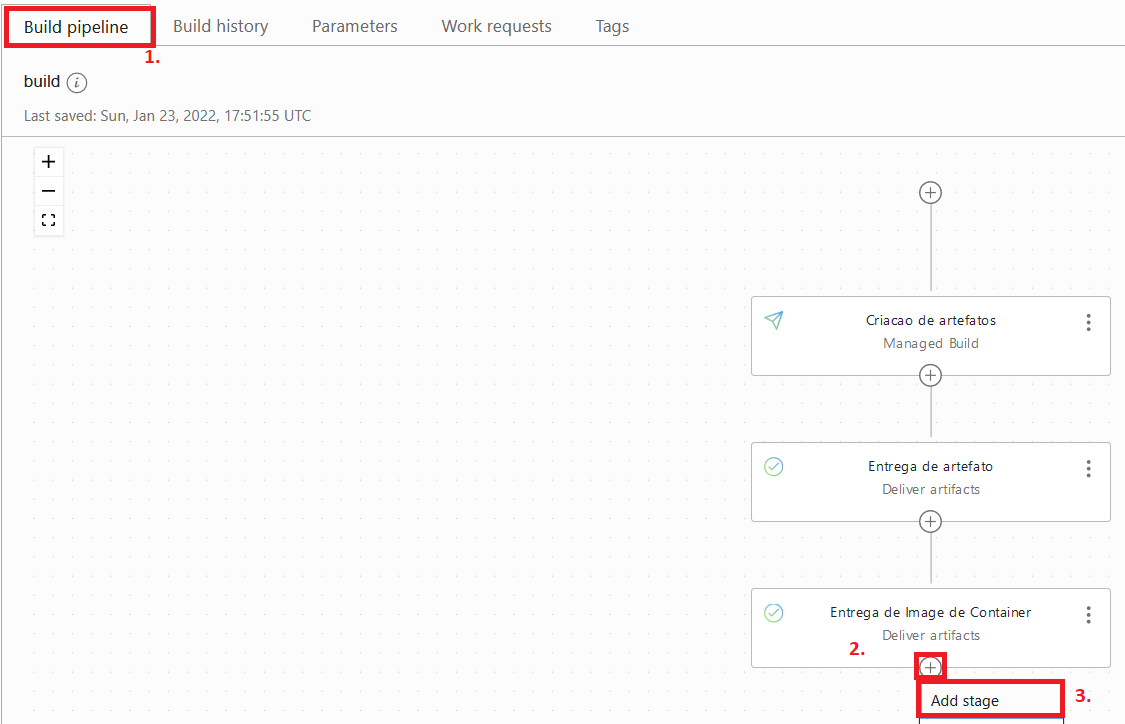 Build pipeline Build history Parameters Work requests Tags
1.
build i
Last saved: Sun, Jan 23, 2022, 17:51:55 UTC
Criacao de artefatos
Managed Build
Entrega de artefato
Deliver artifacts
Entrega de Image de Container
Deliver artifacts
2.
Add stage 3.